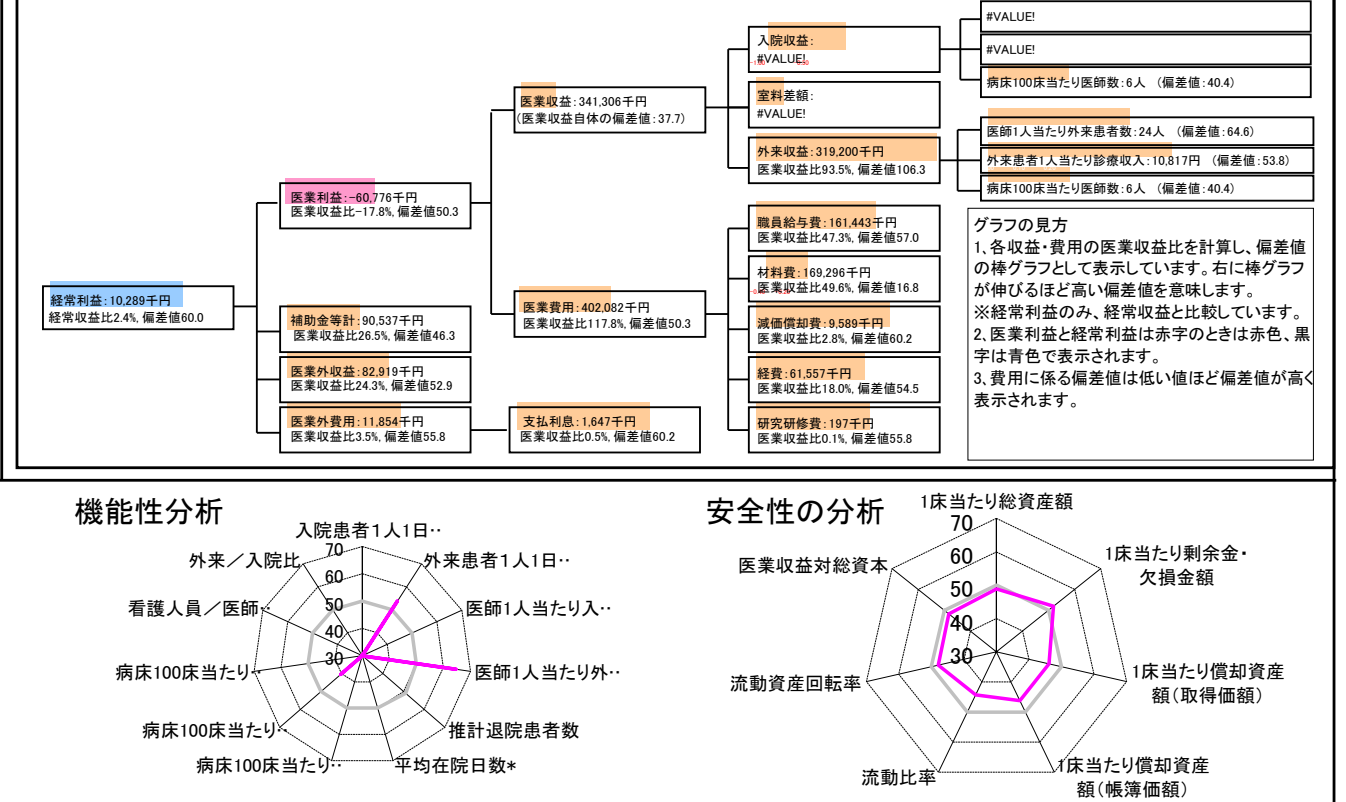 #VALUE!
#VALUE!
病床100床当たり医師数:6人 (偏差値:40.4)
入院収益:
#VALUE!
室料差額:
#VALUE!
外来収益:319,200千円
医業収益比93.5%, 偏差値106.3
医師1人当たり外来患者数:24人 (偏差値:64.6)
外来患者1人当たり診療収入:10,817円 (偏差値:53.8)
病床100床当たり医師数:6人 (偏差値:40.4)
医業収益:341,306千円
(医業収益自体の偏差値:37.7)
医業利益:-60,776千円
医業収益比-17.8%, 偏差値50.3
経常利益:10,289千円
経常収益比2.4%, 偏差値60.0
補助金等計:90,537千円
医業収益比26.5%, 偏差値46.3
医業外収益:82,919千円
医業収益比24.3%, 偏差値52.9
医業外費用:11,854千円
医業収益比3.5%, 偏差値55.8
支払利息:1,647千円
医業収益比0.5%, 偏差値60.2
医業費用:402,082千円
医業収益比117.8%, 偏差値50.3
職員給与費:161,443千円
医業収益比47.3%, 偏差値57.0
材料費:169,296千円
医業収益比49.6%, 偏差値16.8
減価償却費:9,589千円
医業収益比2.8%, 偏差値60.2
経費:61,557千円
医業収益比18.0%, 偏差値54.5
研究研修費:197千円
医業収益比0.1%, 偏差値55.8
グラフの見方
1、各収益・費用の医業収益比を計算し、偏差値
の棒グラフとして表示しています。右に棒グラフ
が伸びるほど高い偏差値を意味します。
※経常利益のみ、経常収益と比較しています。
2、医業利益と経常利益は赤字のときは赤色、黒
字は青色で表示されます。
3、費用に係る偏差値は低い値ほど偏差値が高く
表示されます。
機能性分析
入院患者1人1日‥
外来患者1人1日‥
医師1人当たり入‥
医師1人当たり外‥
推計退院患者数
平均在院日数*
病床100床当たり‥
病床100床当たり‥
病床100床当たり‥
看護人員/医師‥
外来/入院比
70
60
50
40
30
安全性の分析
1床当たり総資産額
1床当たり剰余金・
欠損金額
1床当たり償却資産
額(取得価額)
1床当たり償却資産
額(帳簿価額)
流動比率
流動資産回転率
医業収益対総資本
70
60
50
40
30